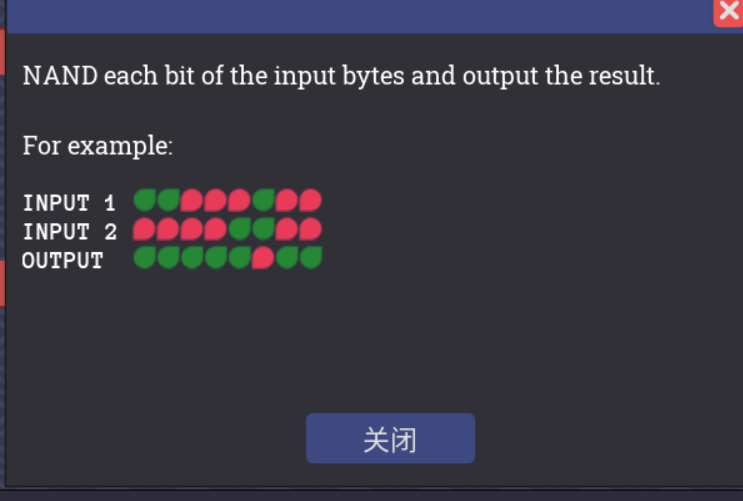 NAND each bit of the input bytes and output the result.
For example:
INPUT 1
INPUT 2
OUTPUT
关闭